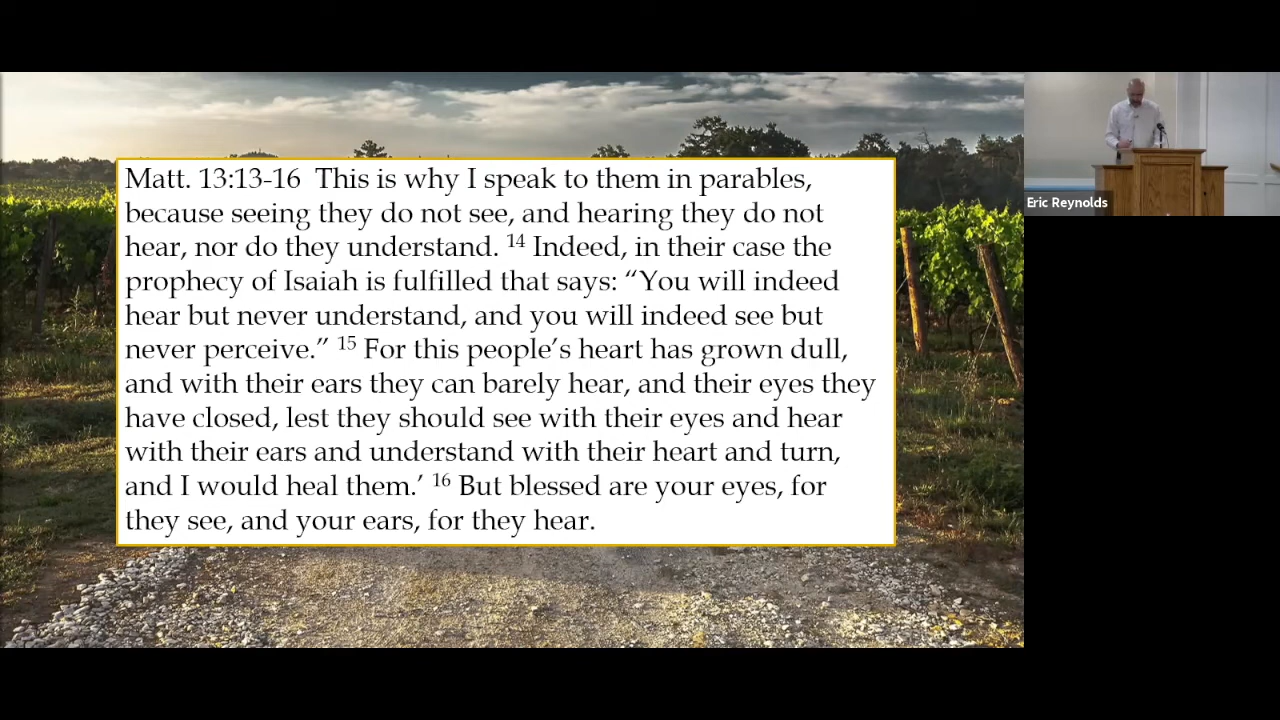 Matt. 13:13-16  This is why I speak to them in parables,
because seeing they do not see, and hearing they do not
hear, nor do they understand. 14 Indeed, in their case the
prophecy of Isaiah is fulfilled that says: “You will indeed
hear but never understand, and you will indeed see but
never perceive.” 15 For this people’s heart has grown dull,
and with their ears they can barely hear, and their eyes they
have closed, lest they should see with their eyes and hear
with their ears and understand with their heart and turn,
and I would heal them.’ 16 But blessed are your eyes, for
they see, and your ears, for they hear.
Eric Reynolds